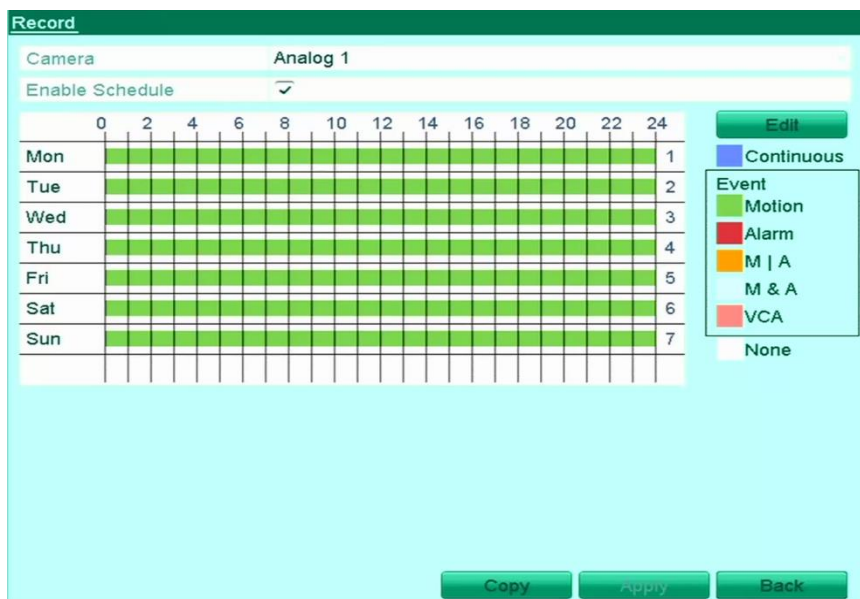 Record
Camera Analog 1
Enable Schedule
0 2 4 6 8 10 12 14 16 18 20 22 24
Edit
Mon 1
Continuous
Tue 2
Event
Motion
Wed 3
Alarm
Thu 4
M | A
Fri 5
M & A
Sat 6
VCA
Sun 7
None
Copy Apply Back